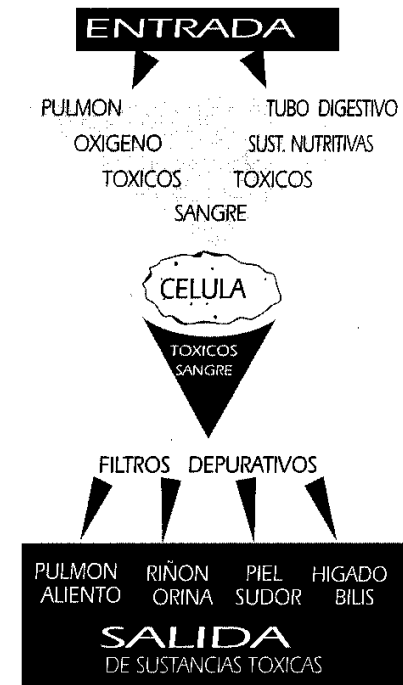 ENTRADA
PULMON TUBO DIGESTIVO
OXIGENO SUST. NUTRITIVAS
TOXICOS TOXICOS
SANGRE
CELULA
TOXICOS
SANGRE
FILTROS DEPURATIVOS
PULMON RIÑON PIEL HIGADO
ALIENTO ORINA SUDOR BILIS
SALIDA
DE SUSTANCIAS TOXICAS